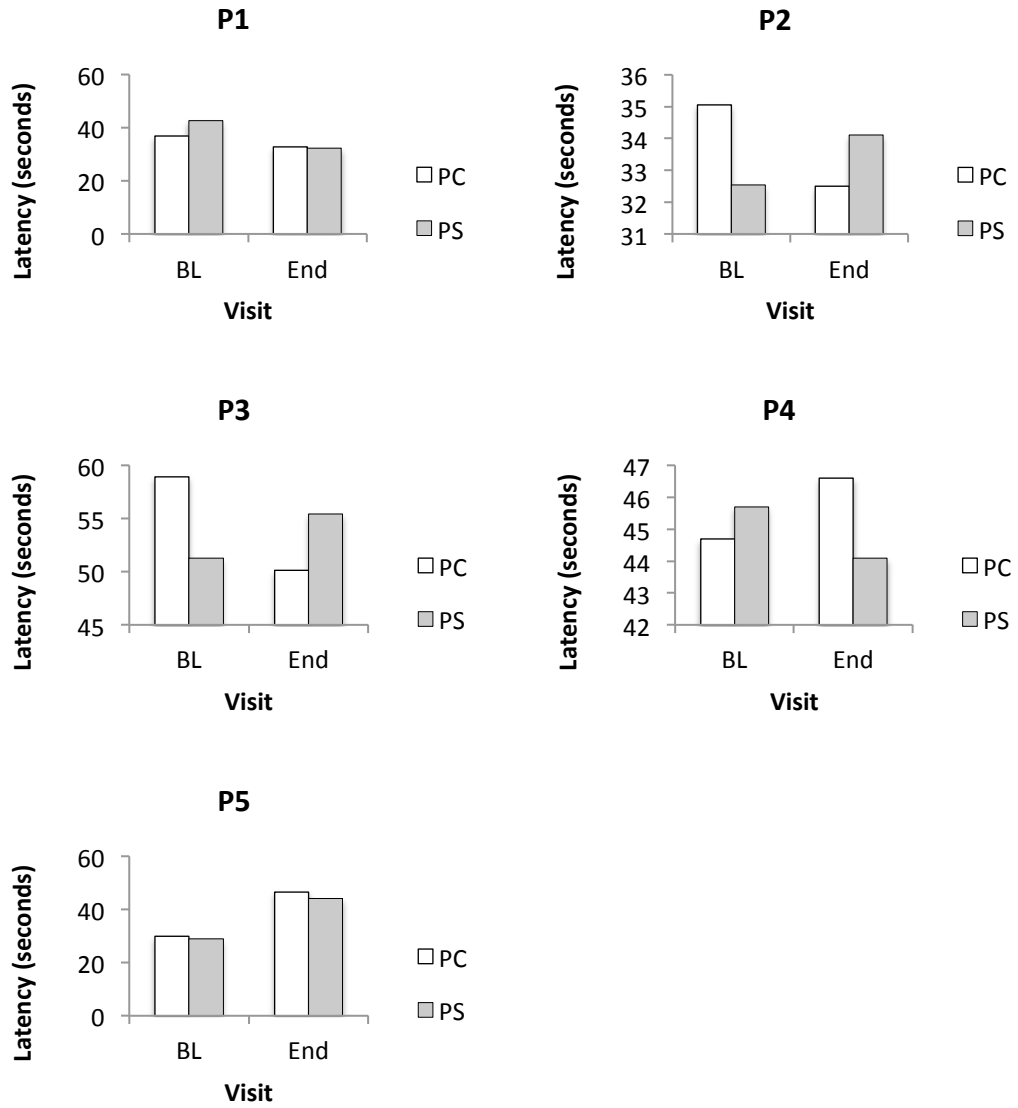 P1
Latency (seconds)
60
40
20
0
BL
End
Visit
PC
PS
P2
Latency (seconds)
36
35
34
33
32
31
BL
End
Visit
PC
PS
P3
Latency (seconds)
60
55
50
45
BL
End
Visit
PC
PS
P4
Latency (seconds)
47
46
45
44
43
42
BL
End
Visit
PC
PS
P5
Latency (seconds)
60
40
20
0
BL
End
Visit
PC
PS